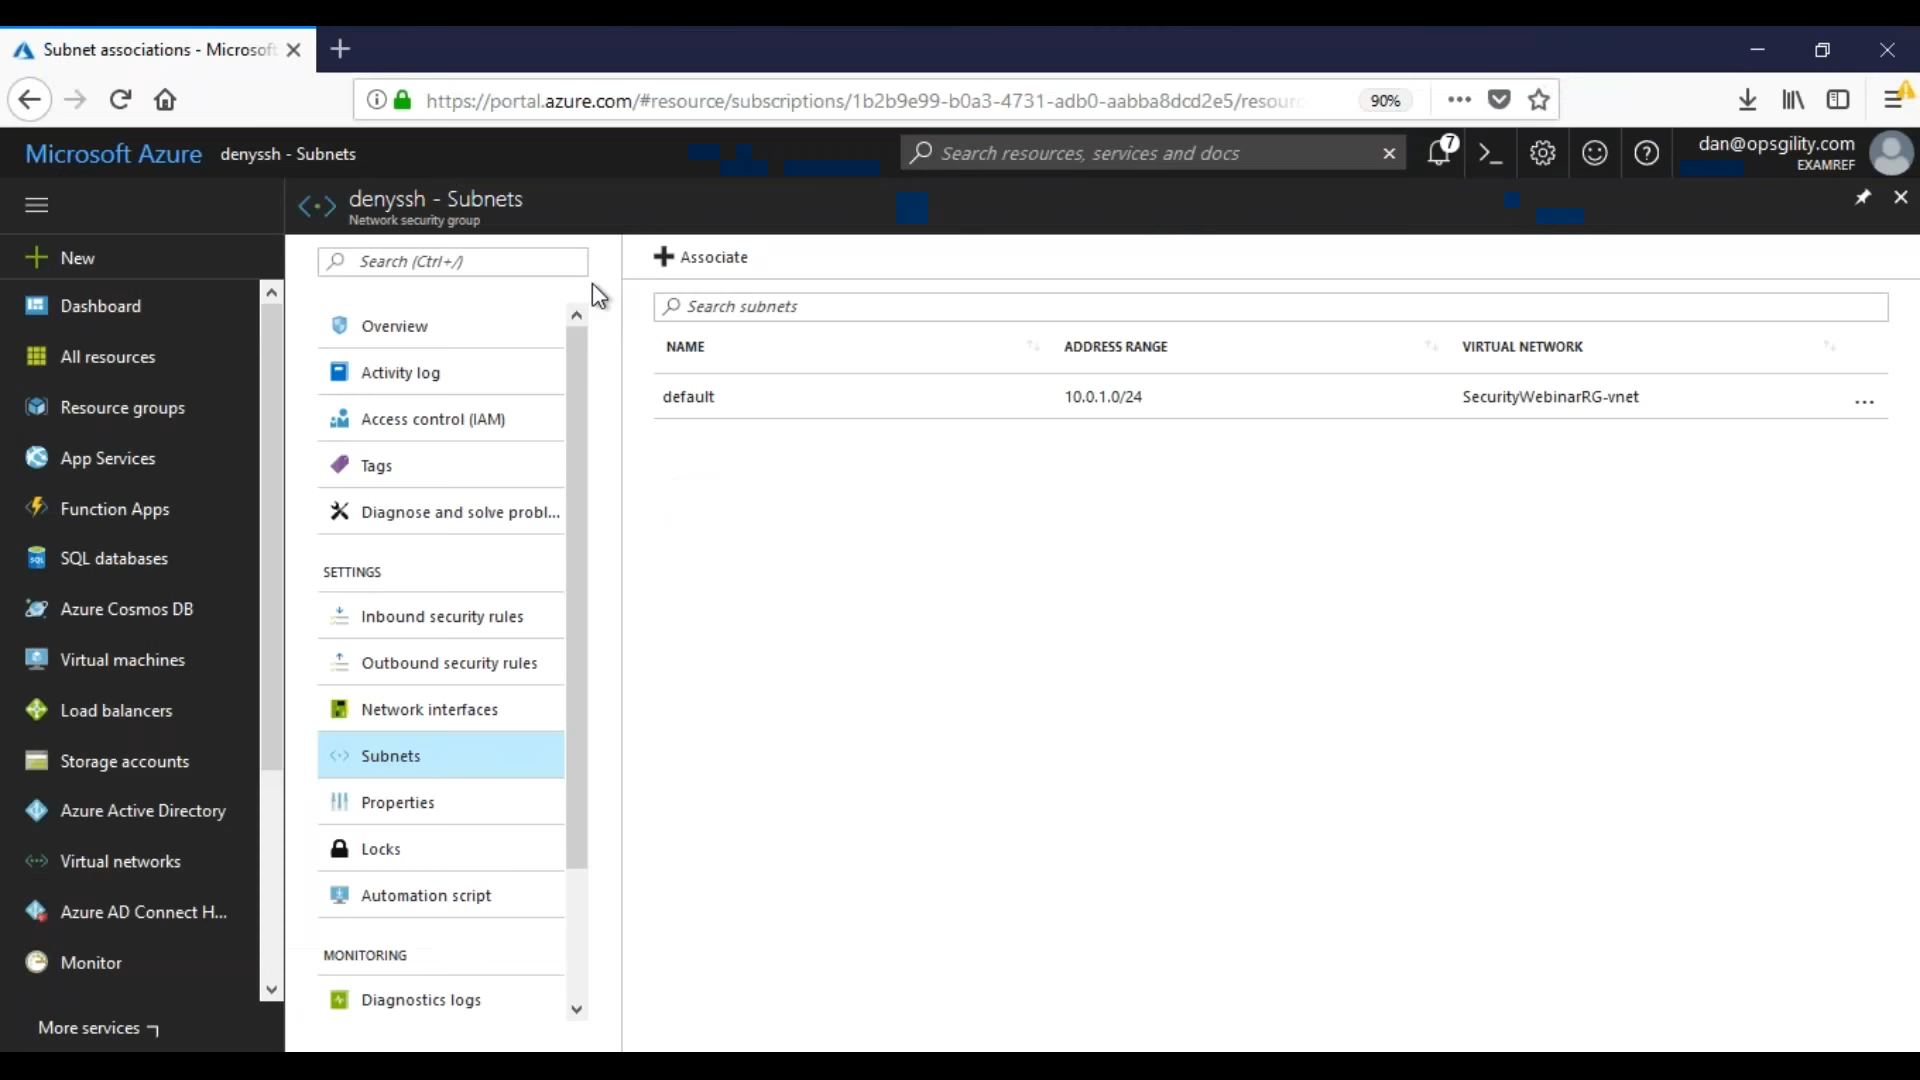 Subnet associations - Microsoft
https://portal.azure.com/#resource/subscriptions/1b2b9e99-b0a3-4731-adb0-aabba8dcd2e5/resour
90%
Microsoft Azure denyssh - Subnets
Search resources, services and docs
7
dan@opsgility.com
EXAMREF
denyssh - Subnets
Network security group
New
Dashboard
All resources
Resource groups
App Services
Function Apps
SQL databases
Azure Cosmos DB
Virtual machines
Load balancers
Storage accounts
Azure Active Directory
Virtual networks
Azure AD Connect H...
Monitor
More services
Search (Ctrl+/)
Overview
Activity log
Access control (IAM)
Tags
Diagnose and solve probl...
SETTINGS
Inbound security rules
Outbound security rules
Network interfaces
Subnets
Properties
Locks
Automation script
MONITORING
Diagnostics logs
Associate
Search subnets
NAME ADDRESS RANGE VIRTUAL NETWORK
default 10.0.1.0/24 SecurityWebinarRG-vnet ...